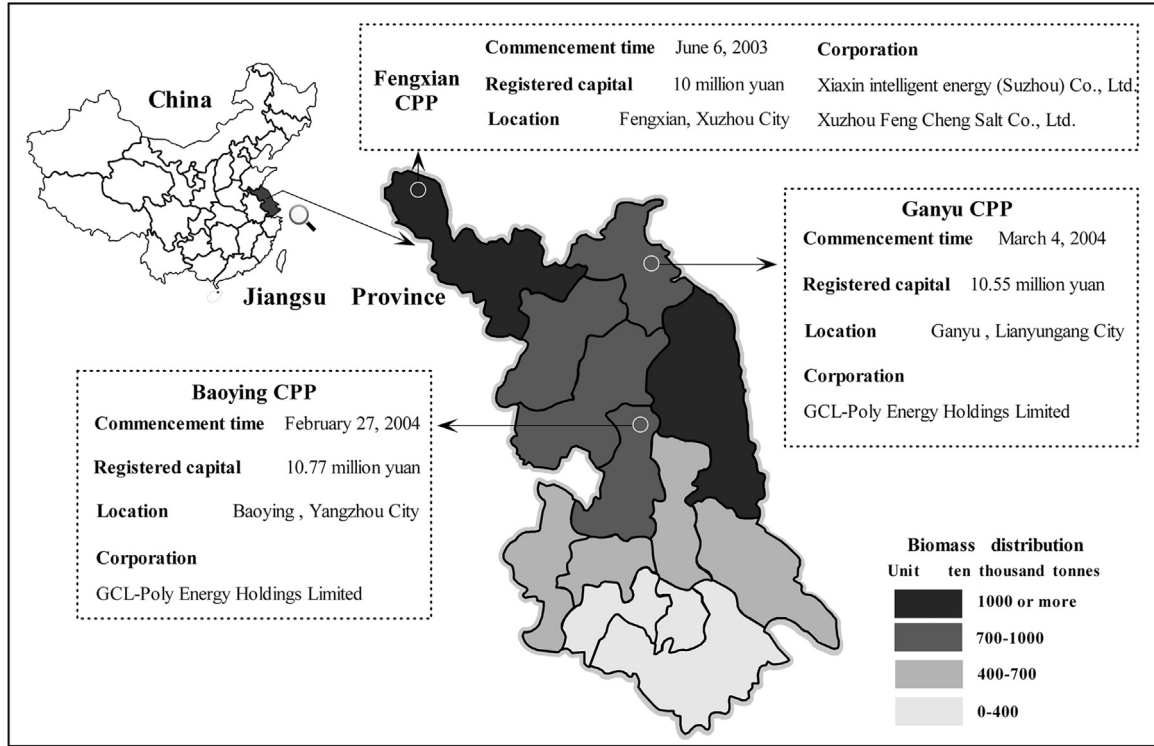 China
Jiangsu Province
Fengxian CPP
Commencement time June 6, 2003
Registered capital 10 million yuan
Location Fengxian, Xuzhou City
Corporation
Xiaxin intelligent energy (Suzhou) Co., Ltd.
Xuzhou Feng Cheng Salt Co., Ltd.
Ganyu CPP
Commencement time March 4, 2004
Registered capital 10.55 million yuan
Location Ganyu , Lianyungang City
Corporation
GCL-Poly Energy Holdings Limited
Baoying CPP
Commencement time February 27, 2004
Registered capital 10.77 million yuan
Location Baoying , Yangzhou City
Corporation
GCL-Poly Energy Holdings Limited
Biomass distribution
Unit ten thousand tonnes
1000 or more
700-1000
400-700
0-400